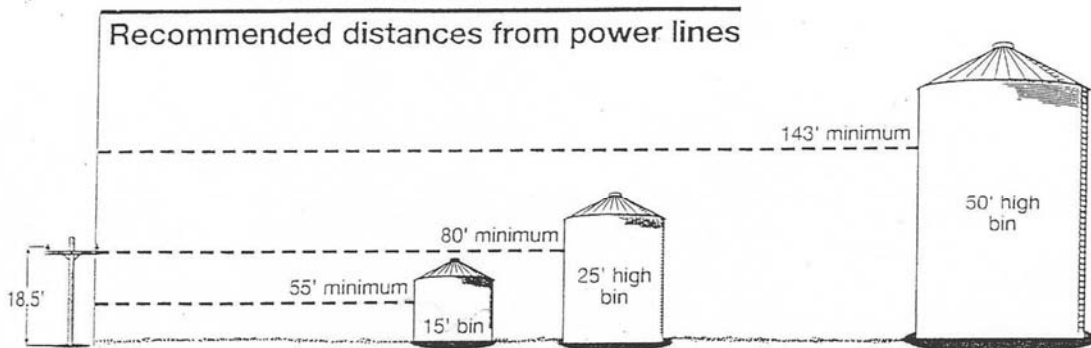 Recommended distances from power lines
143' minimum
50' high
bin
80' minimum
25' high
bin
18.5'
55' minimum
15' bin